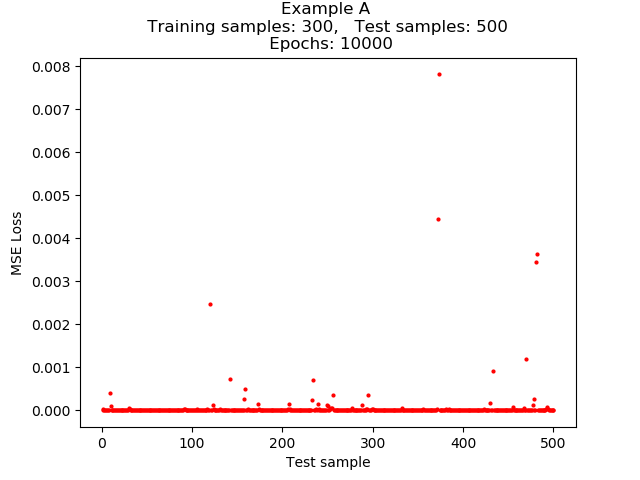 Example A
Training samples: 300,   Test samples: 500
Epochs: 10000
0.008
0.007
0.006
0.005
0.004
0.003
0.002
0.001
0.000
MSE Loss
0 100 200 300 400 500
Test sample